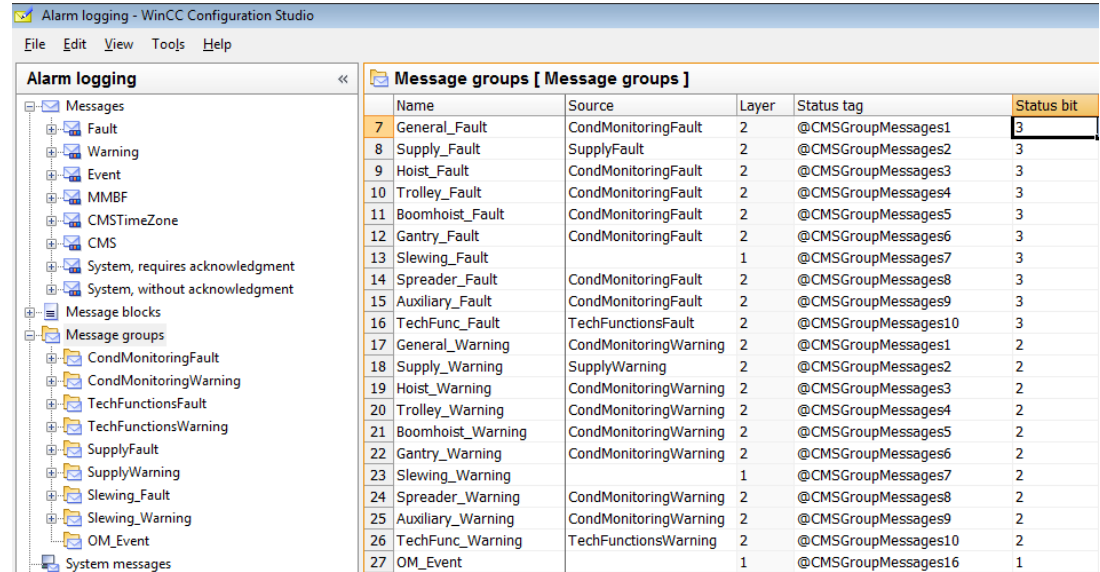 Alarm logging - WinCC Configuration Studio
File Edit View Tools Help
Alarm logging «
Messages
Fault
Warning
Event
MMBF
CMSTimeZone
CMS
System, requires acknowledgment
System, without acknowledgment
Message blocks
Message groups
CondMonitoringFault
CondMonitoringWarning
TechFunctionsFault
TechFunctionsWarning
SupplyFault
SupplyWarning
Slewing_Fault
Slewing_Warning
OM_Event
System messages
Message groups [ Message groups ]
Name Source Layer Status tag Status bit
7 General_Fault CondMonitoringFault 2 @CMSGroupMessages1 3
8 Supply_Fault SupplyFault 2 @CMSGroupMessages2 3
9 Hoist_Fault CondMonitoringFault 2 @CMSGroupMessages3 3
10 Trolley_Fault CondMonitoringFault 2 @CMSGroupMessages4 3
11 Boomhoist_Fault CondMonitoringFault 2 @CMSGroupMessages5 3
12 Gantry_Fault CondMonitoringFault 2 @CMSGroupMessages6 3
13 Slewing_Fault 1 @CMSGroupMessages7 3
14 Spreader_Fault CondMonitoringFault 2 @CMSGroupMessages8 3
15 Auxiliary_Fault CondMonitoringFault 2 @CMSGroupMessages9 3
16 TechFunc_Fault TechFunctionsFault 2 @CMSGroupMessages10 3
17 General_Warning CondMonitoringWarning 2 @CMSGroupMessages1 2
18 Supply_Warning SupplyWarning 2 @CMSGroupMessages2 2
19 Hoist_Warning CondMonitoringWarning 2 @CMSGroupMessages3 2
20 Trolley_Warning CondMonitoringWarning 2 @CMSGroupMessages4 2
21 Boomhoist_Warning CondMonitoringWarning 2 @CMSGroupMessages5 2
22 Gantry_Warning CondMonitoringWarning 2 @CMSGroupMessages6 2
23 Slewing_Warning 1 @CMSGroupMessages7 2
24 Spreader_Warning CondMonitoringWarning 2 @CMSGroupMessages8 2
25 Auxiliary_Warning CondMonitoringWarning 2 @CMSGroupMessages9 2
26 TechFunc_Warning TechFunctionsWarning 2 @CMSGroupMessages10 2
27 OM_Event 1 @CMSGroupMessages16 1